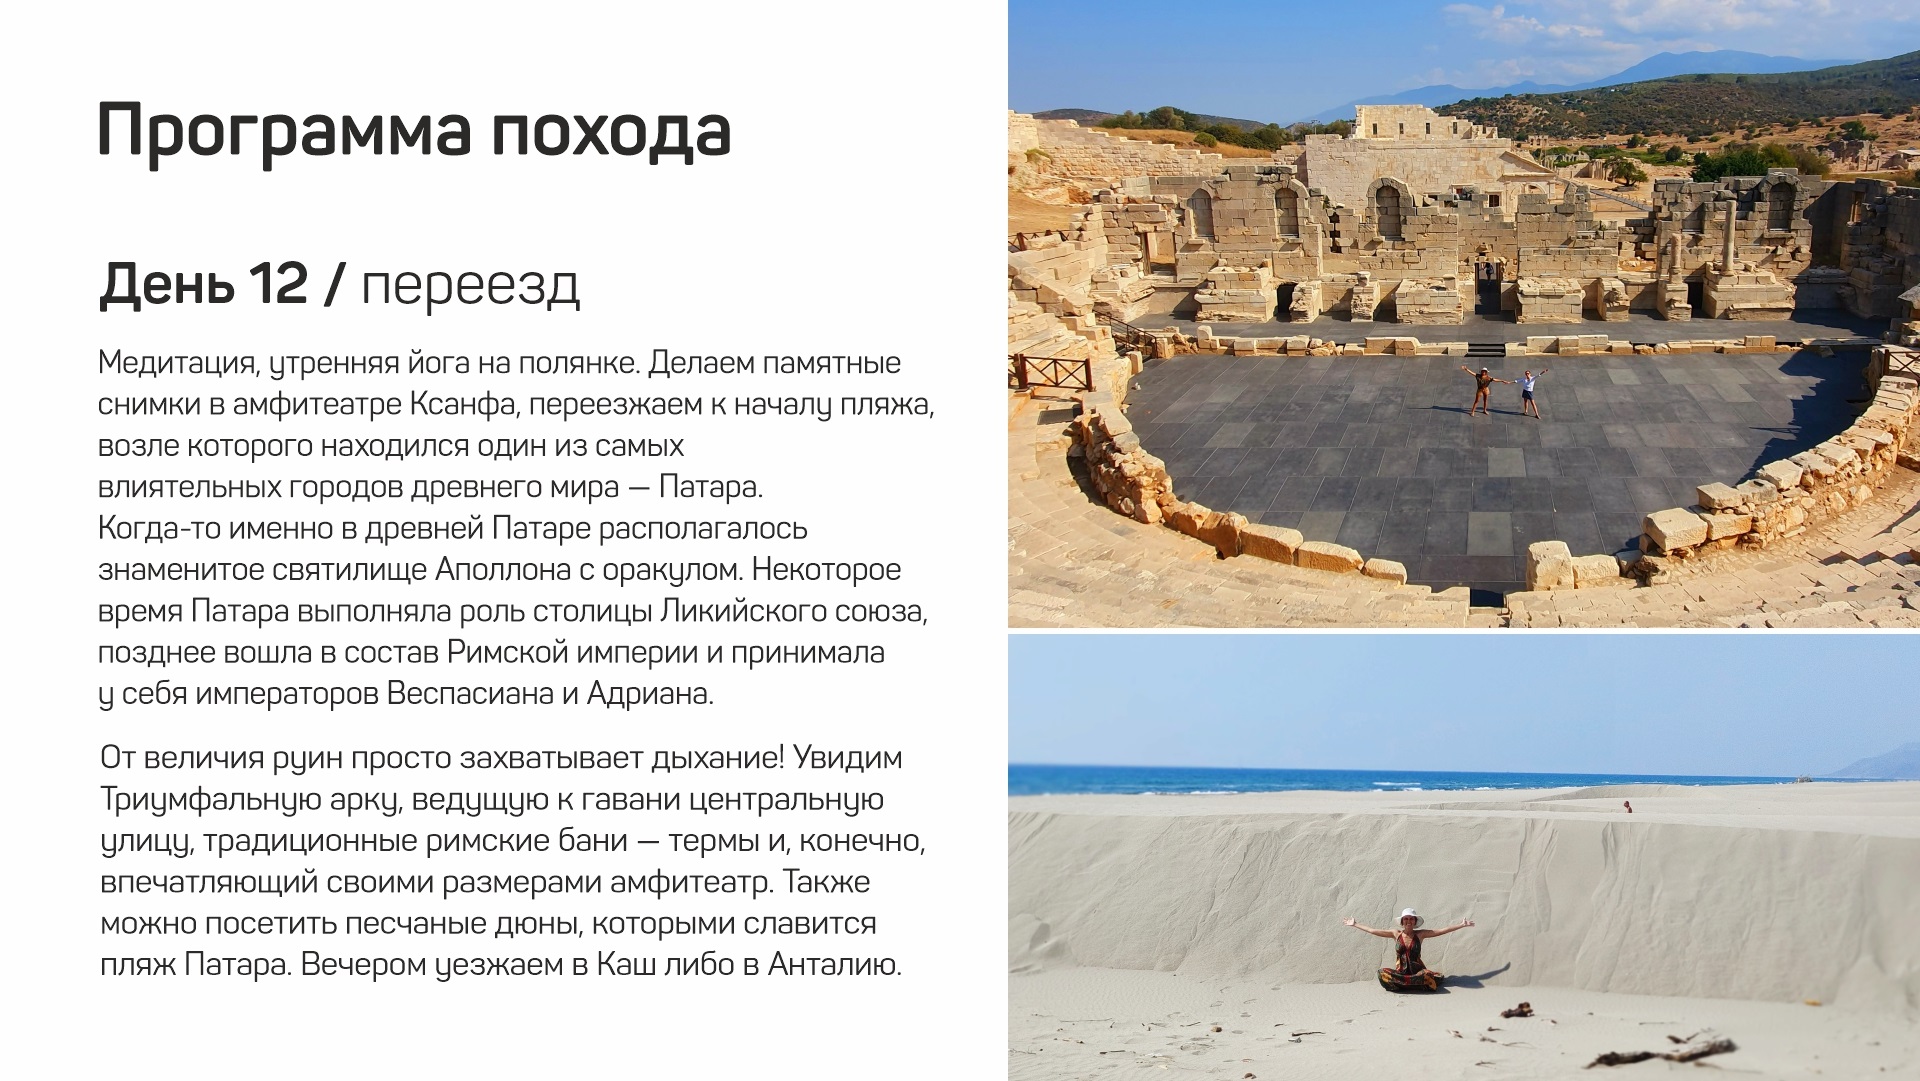 Программа похода
День 12 / переезд
Медитация, утренняя йога на полянке. Делаем памятные
снимки в амфитеатре Ксанфа, переезжаем к началу пляжа,
возле которого находился один из самых
влиятельных городов древнего мира — Патара.
Когда-то именно в древней Патаре располагалось
знаменитое святилище Аполлона с оракулом. Некоторое
время Патара выполняла роль столицы Ликийского союза,
позднее вошла в состав Римской империи и принимала
у себя императоров Веспасиана и Адриана.
От величия руин просто захватывает дыхание! Увидим
Триумфальную арку, ведущую к гавани центральную
улицу, традиционные римские бани — термы и, конечно,
впечатляющий своими размерами амфитеатр. Также
можно посетить песчаные дюны, которыми славится
пляж Патара. Вечером уезжаем в Каш либо в Анталию.